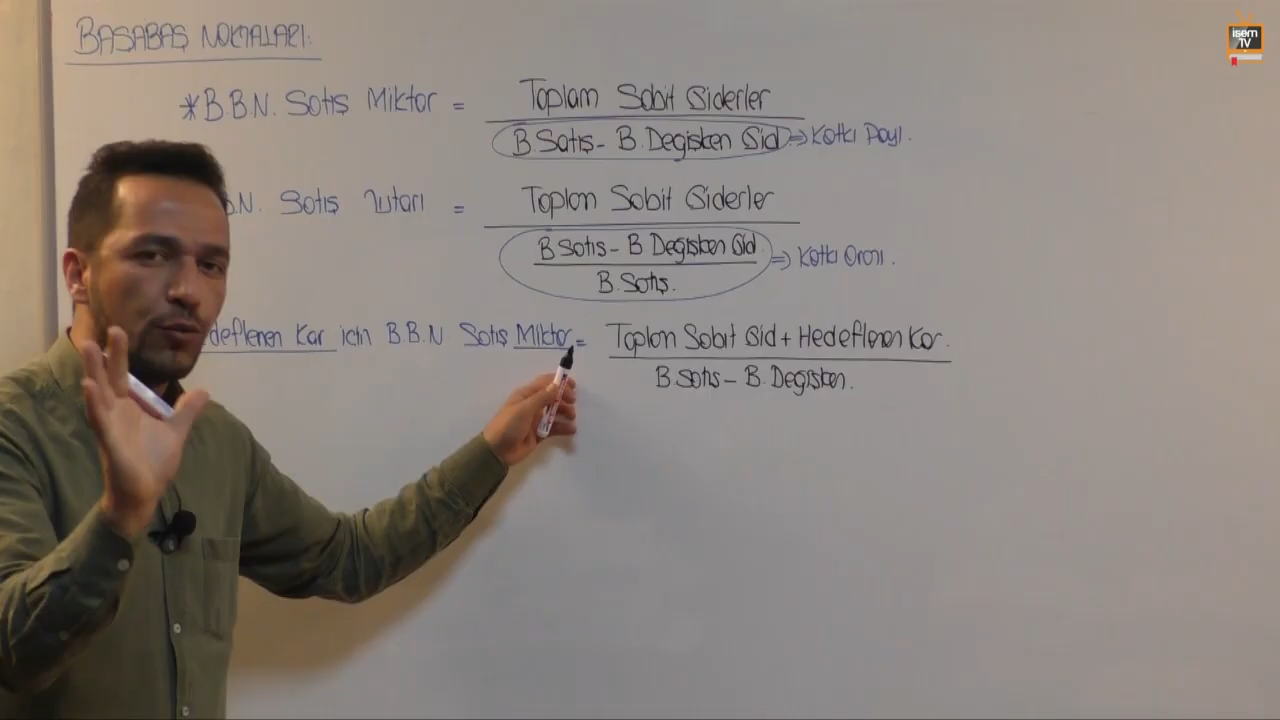 BAŞABAŞ NOKTALARI:
isem
TV
*B.B.N. Satış Miktar = Toplam Sabit Giderler
B.Satış - B.Değişken Gid => Katkı Payı.
B.N. Satış Tutarı = Toplam Sabit Giderler
B Satış - B Değişken Gid => Katkı Oranı.
B.Satış.
deflenen Kar için B.B.N. Satış Miktar = Toplam Sabit Gid + Hedeflenen Kar.
B.Satış - B.Değişken.